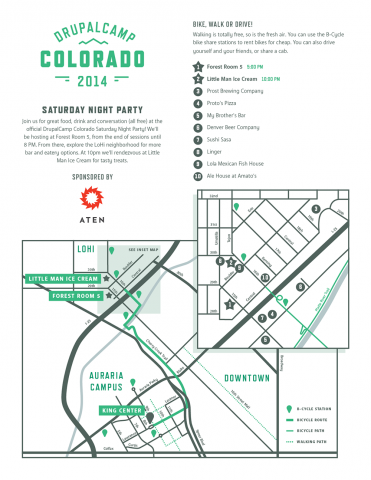 DRUPALCAMP
COLORADO
2014
SATURDAY NIGHT PARTY
Join us for great food, drink and conversation (all free) at the
official DrupalCamp Colorado Saturday Night Party! We'll
be hosting at Forest Room 5, from the end of sessions until
8 PM. From there, explore the LoHi neighborhood for more
bar and eatery options. At 10pm we'll rendezvous at Little
Man Ice Cream for tasty treats.
SPONSORED BY
ATEN
BIKE, WALK OR DRIVE!
Walking is totally free, so is the fresh air. You can use the B-Cycle
bike share stations to rent bikes for cheap. You can also drive
yourself and your friends, or share a cab.
1 Forest Room 5 5:00 PM
2 Little Man Ice Cream 10:00 PM
3 Prost Brewing Company
4 Proto's Pizza
5 My Brother's Bar
6 Denver Beer Company
7 Sushi Sasa
8 Linger
9 Lola Mexican Fish House
10 Ale House at Amato's
LOHI
SEE INSET MAP
LITTLE MAN ICE CREAM
FOREST ROOM 5
AURARIA
CAMPUS
DOWNTOWN
KING CENTER
Cherry Creek Trail
Auraria Pkwy
Colfax
B-CYCLE STATION
BICYCLE ROUTE
BICYCLE PATH
WALKING PATH